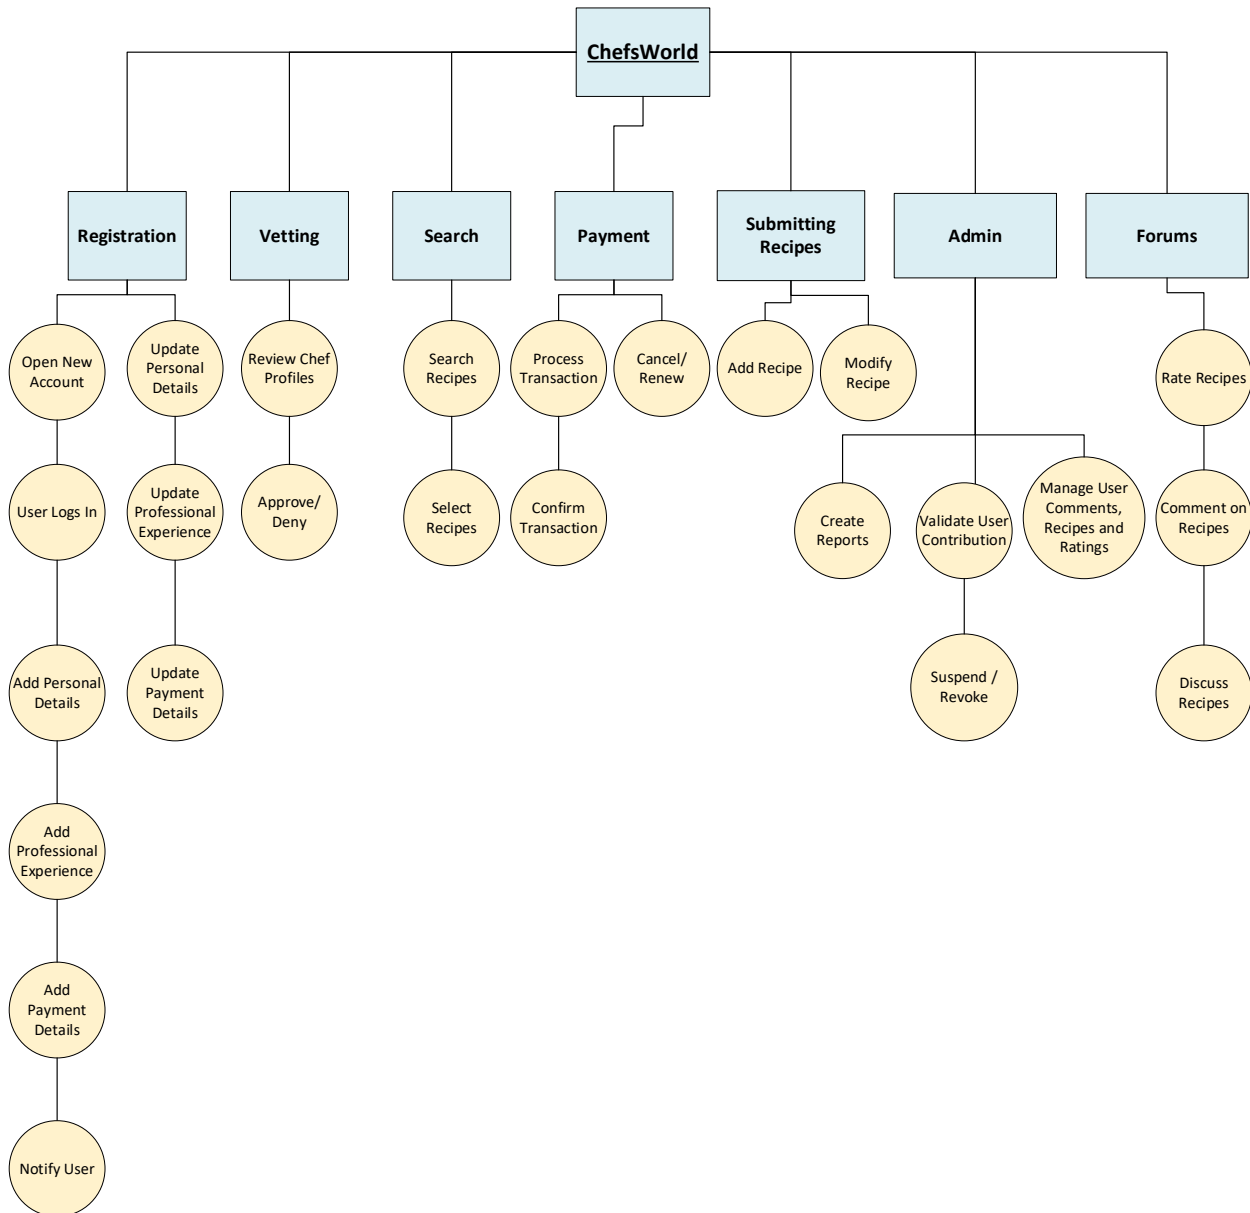 ChefsWorld
Registration
Vetting
Search
Payment
Submitting
Recipes
Admin
Forums
Open New
Account
Update
Personal
Details
Review Chef
Profiles
Search
Recipes
Process
Transaction
Cancel/
Renew
Add Recipe
Modify
Recipe
Rate Recipes
User Logs In
Update
Professional
Experience
Approve/
Deny
Select
Recipes
Confirm
Transaction
Create
Reports
Validate User
Contribution
Manage User
Comments,
Recipes and
Ratings
Comment on
Recipes
Add Personal
Details
Update
Payment
Details
Suspend /
Revoke
Discuss
Recipes
Add
Professional
Experience
Add
Payment
Details
Notify User